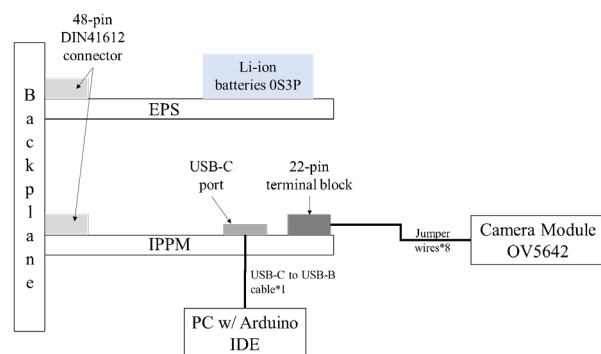 48-pin
DIN41612
connector
Li-ion
batteries 0S3P
EPS
Backplane
USB-C
port
22-pin
terminal block
IPPM
Jumper
wires*8
Camera Module
OV5642
USB-C to USB-B
cable*1
PC w/ Arduino
IDE